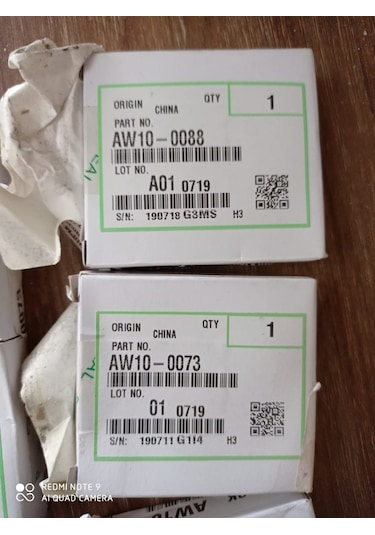 ORIGIN CHINA QTY 1
PART NO.
AW10-0088
LOT NO.
A01 0719
S/N: 190718 G3MS H3
ORIGIN CHINA QTY 1
PART NO.
AW10-0073
LOT NO.
01 0719
S/N: 190711 G1I4 H3
REDMI NOTE 9
AI QUAD CAMERA